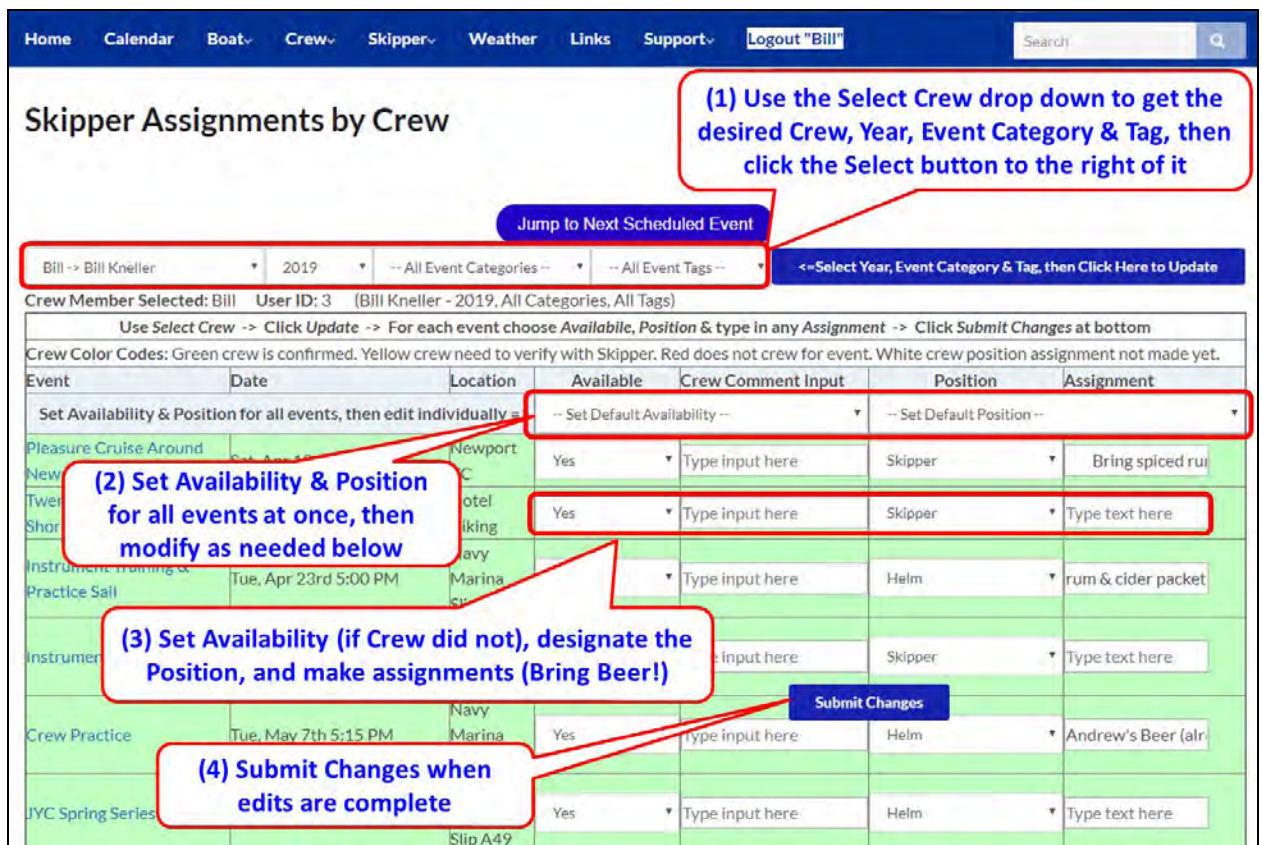 Home Calendar Boat Crew Skipper Weather Links Support Logout "Bill" Search
Skipper Assignments by Crew
(1) Use the Select Crew drop down to get the
desired Crew, Year, Event Category & Tag, then
click the Select button to the right of it
Jump to Next Scheduled Event
Bill -> Bill Kneller 2019 -- All Event Categories -- -- All Event Tags -- <=Select Year, Event Category & Tag, then Click Here to Update
Crew Member Selected: Bill User ID: 3 (Bill Kneller - 2019, All Categories, All Tags)
Use Select Crew -> Click Update -> For each event choose Availabile, Position & type in any Assignment -> Click Submit Changes at bottom
Crew Color Codes: Green crew is confirmed. Yellow crew need to verify with Skipper. Red does not crew for event. White crew position assignment not made yet.
Event Date Location Available Crew Comment Input Position Assignment
Set Availability & Position for all events, then edit individually = -- Set Default Availability -- -- Set Default Position --
Pleasure Cruise Around Newport
Yes Type input here Skipper Bring spiced rum
(2) Set Availability & Position
for all events at once, then
modify as needed below
Yes Type input here Skipper Type text here
Instrument Training &
Practice Sail
Tue, Apr 23rd 5:00 PM Marina Type input here Helm rum & cider packet
(3) Set Availability (if Crew did not), designate the
Position, and make assignments (Bring Beer!)
input here Skipper Type text here
Submit Changes
Navy
Crew Practice Tue, May 7th 5:15 PM Marina Yes Type input here Helm Andrew's Beer (alr
(4) Submit Changes when
edits are complete
JYC Spring Series Yes Type input here Helm Type text here
Slip A49